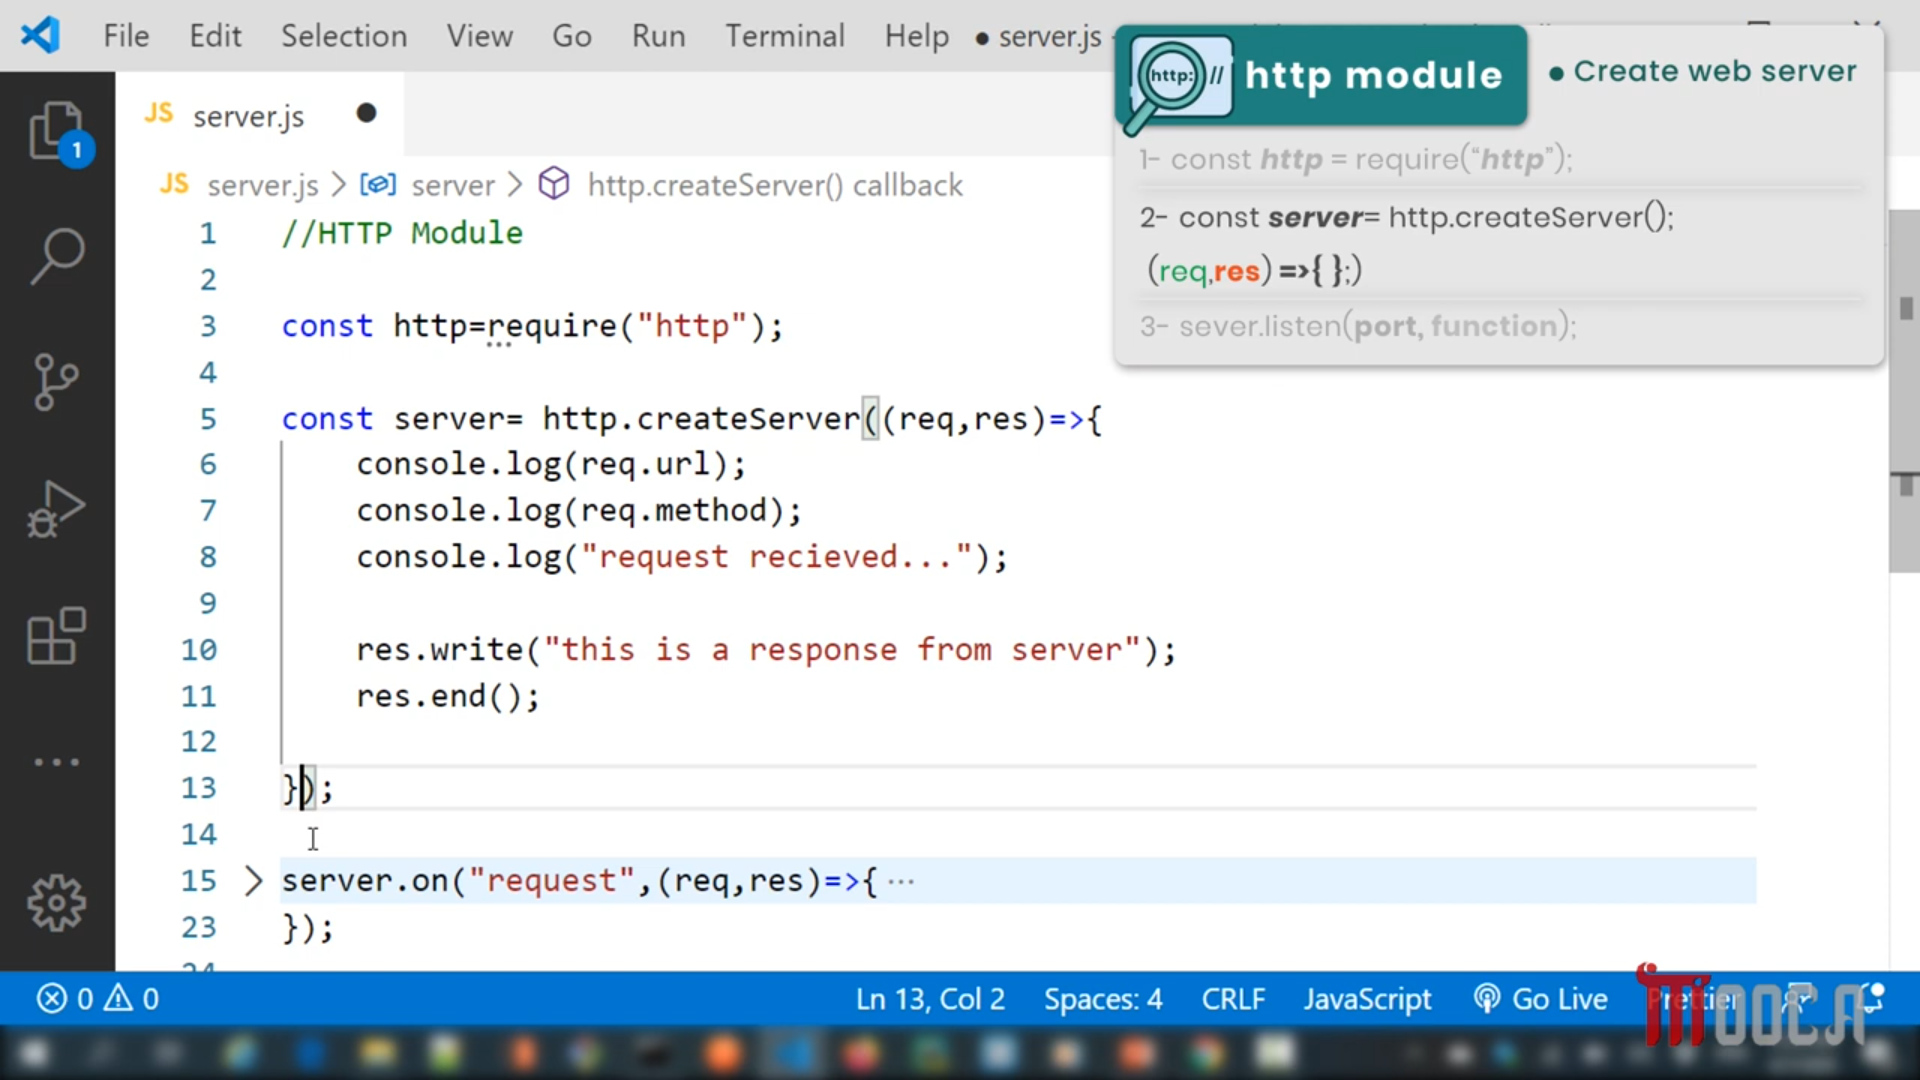 File Edit Selection View Go Run Terminal Help ● server.js
http:// http module ● Create web server
1- const http = require(“http”);
2- const server= http.createServer();
(req,res) =>{ };)
3- sever.listen(port, function);
JS server.js ●
1
JS server.js > server > http.createServer() callback
1 //HTTP Module
2
3 const http=require("http");
4
5 const server= http.createServer((req,res)=>{
6 console.log(req.url);
7 console.log(req.method);
8 console.log("request recieved...");
9
10 res.write("this is a response from server");
11 res.end();
12
13 });
14
15 server.on("request",(req,res)=>{ ···
23 });
24
0 0 Ln 13, Col 2 Spaces: 4 CRLF JavaScript Go Live Prettier
MOOCA